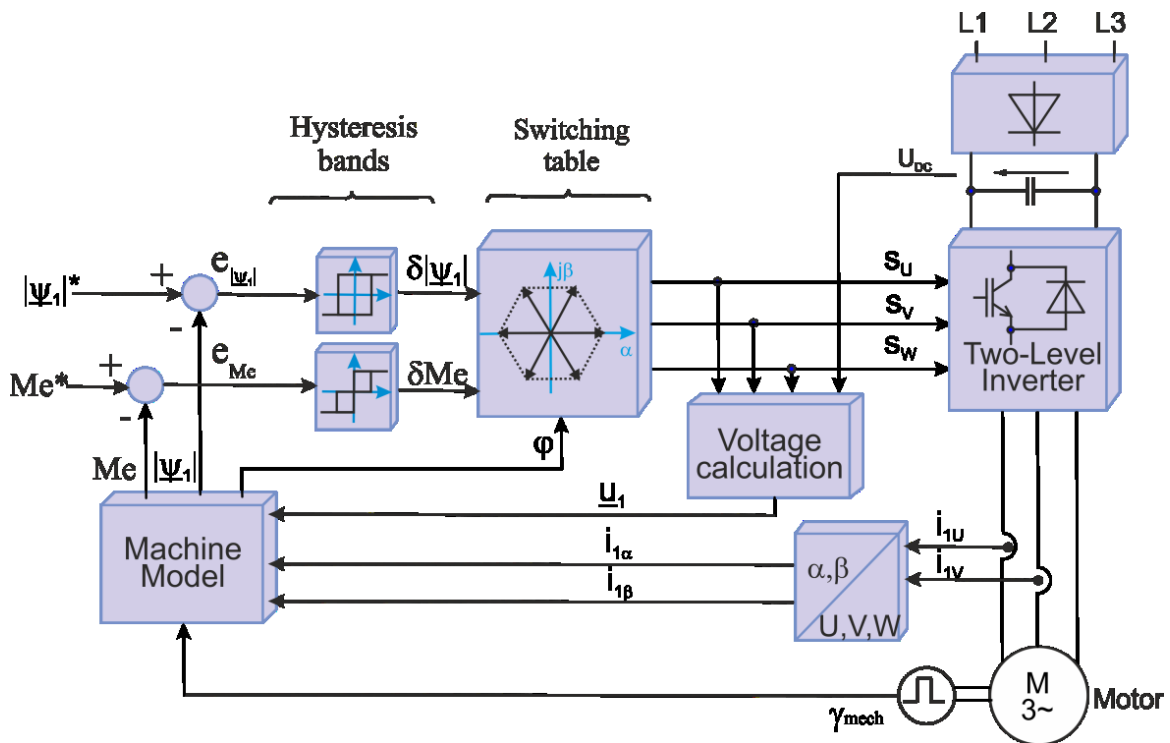 L1 L2 L3
Hysteresis
bands
Switching
table
U_DC
|ψ₁|*
+
-
e_|ψ₁|
δ|ψ₁|
jβ
α
S_U
S_V
S_W
Two-Level
Inverter
Me*
+
-
e_Me
δMe
φ
Me |ψ₁|
Voltage
calculation
u₁
Machine
Model
i_1α
i_1β
α,β
U,V,W
i_1U
i_1V
γ_mech
M
3~
Motor